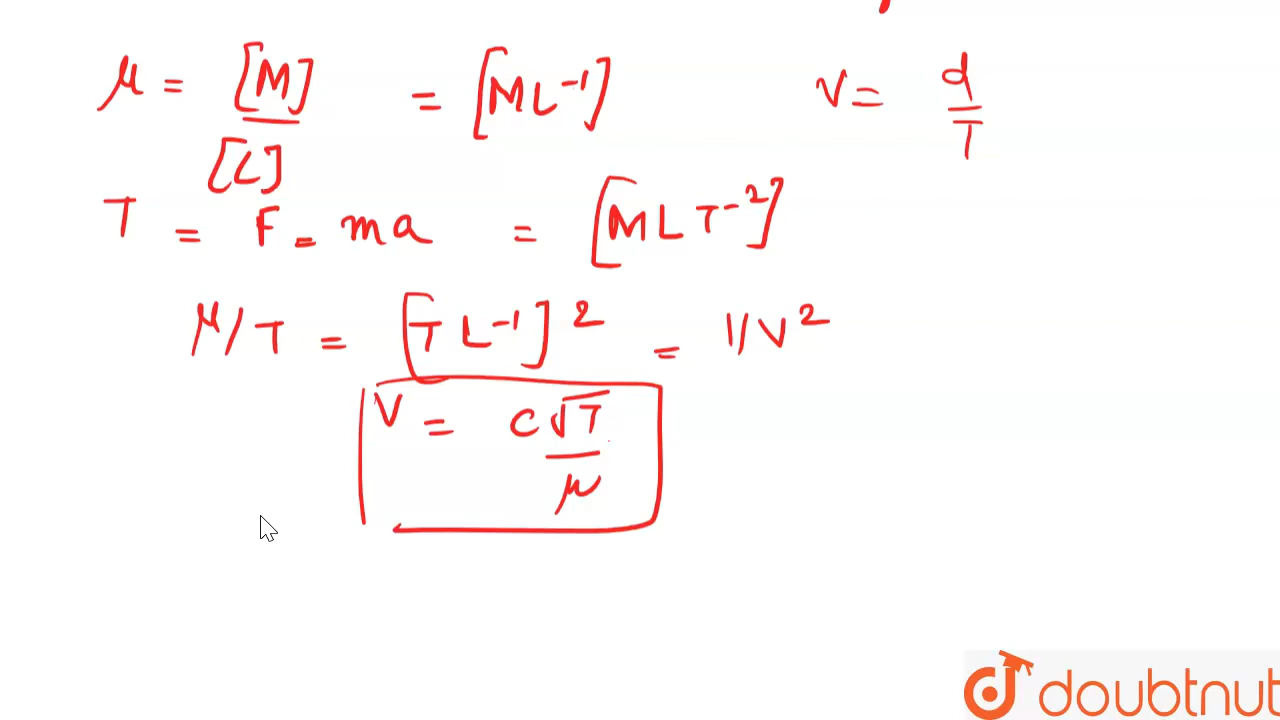 μ = [M]/[L] = [ML⁻¹] V = d/T
T = F = ma = [MLT⁻²]
μ/T = [TL⁻¹]² = 1/V²
V = C√T/μ
doubtnut